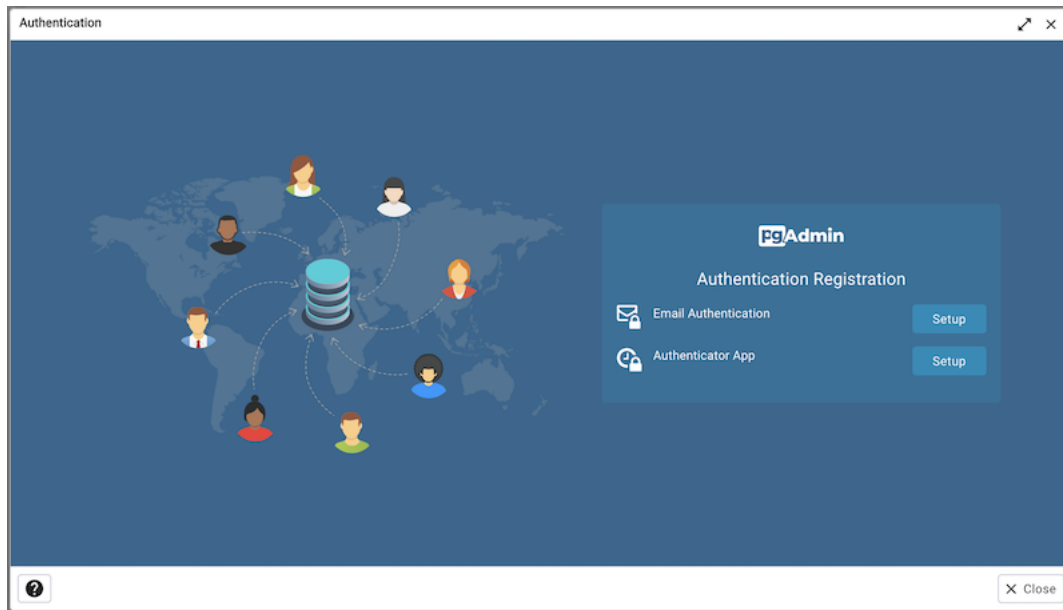 Authentication
pgAdmin
Authentication Registration
Email Authentication
Setup
Authenticator App
Setup
? 
Close